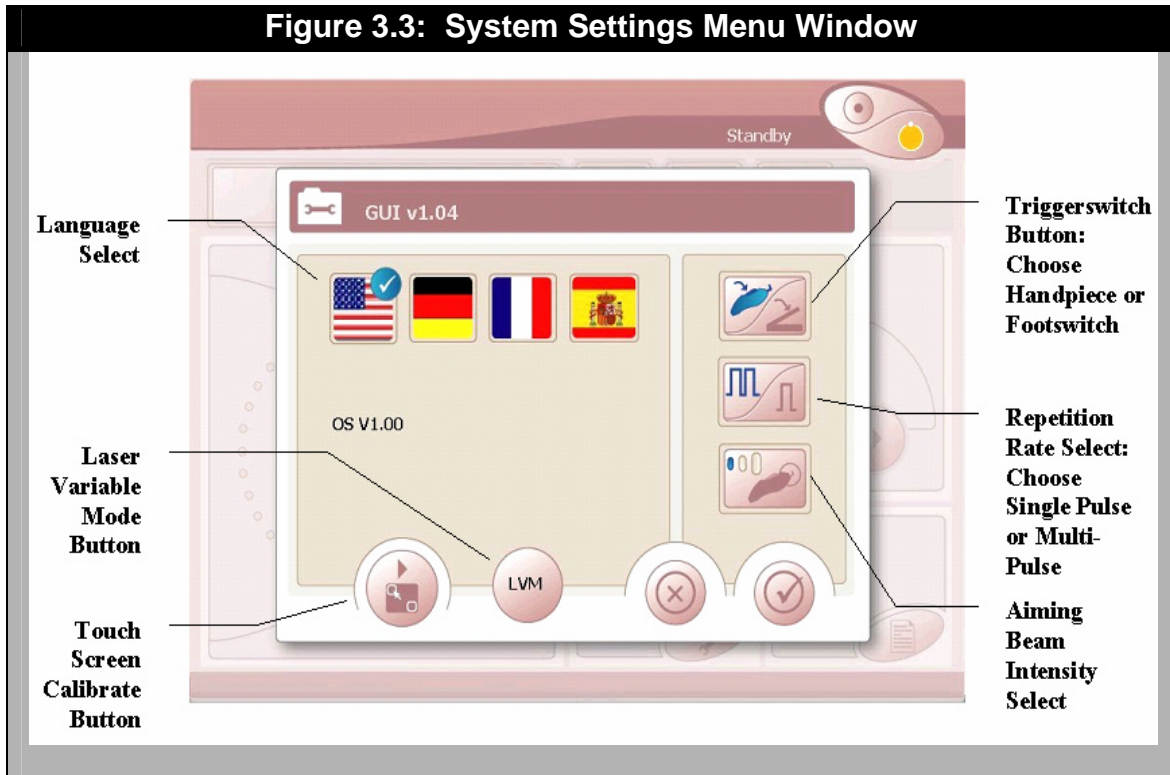 Figure 3.3:  System Settings Menu Window
Standby
GUI v1.04
OS V1.00
LVM
Language
Select
Laser
Variable
Mode
Button
Touch
Screen
Calibrate
Button
Triggerswitch
Button:
Choose
Handpiece or
Footswitch
Repetition
Rate Select:
Choose
Single Pulse
or Multi-
Pulse
Aiming
Beam
Intensity
Select